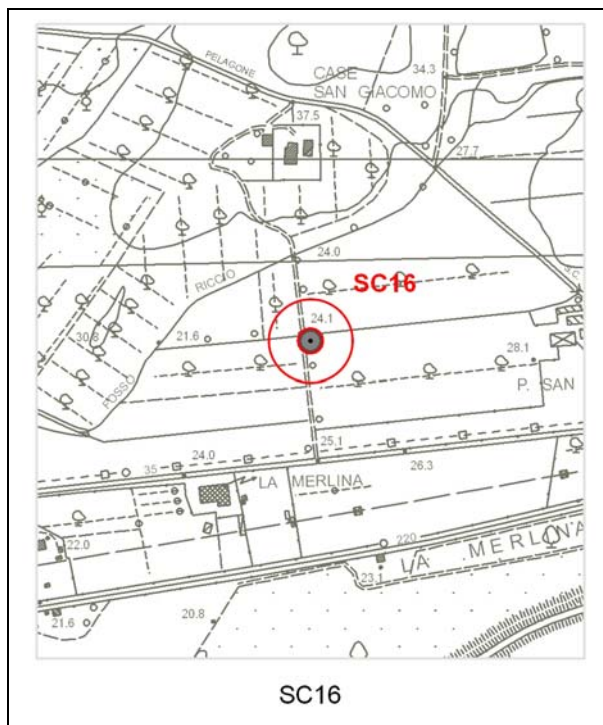 PELAGONE
CASE
SAN GIACOMO
34.3
37.5
27.7
24.0
S.C.
RICCIO
SC16
24.1
30.8
21.6
28.1
FOSSO
P. SAN
25.1
24.0
35
26.3
LA MERLINA
220
22.0
LA MERLINA
23.1
20.8
21.6
SC16